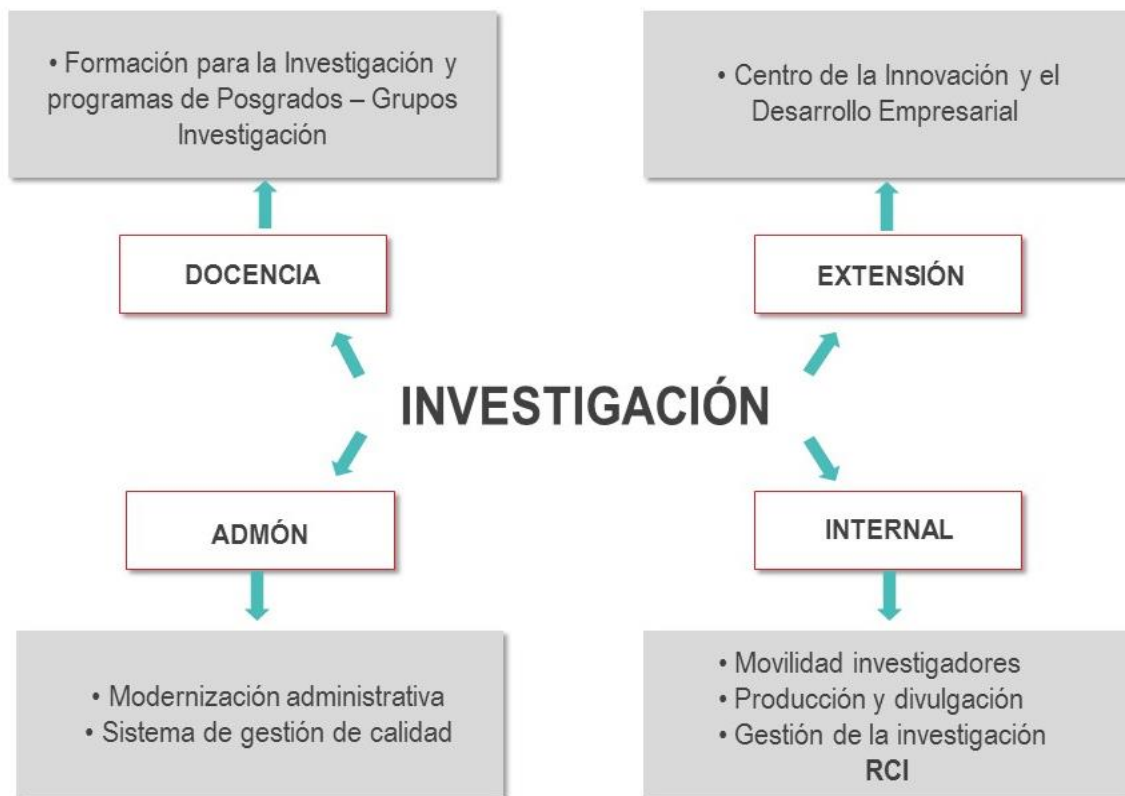 • Formación para la Investigación y
programas de Posgrados – Grupos
Investigación
• Centro de la Innovación y el
Desarrollo Empresarial
DOCENCIA
EXTENSIÓN
INVESTIGACIÓN
ADMÓN
INTERNAL
• Modernización administrativa
• Sistema de gestión de calidad
• Movilidad investigadores
• Producción y divulgación
• Gestión de la investigación
RCI